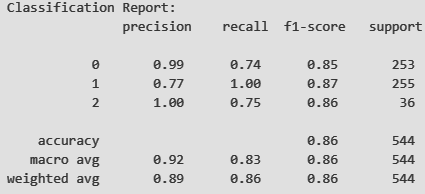 Classification Report:
precision recall f1-score support
0 0.99 0.74 0.85 253
1 0.77 1.00 0.87 255
2 1.00 0.75 0.86 36
accuracy 0.86 544
macro avg 0.92 0.83 0.86 544
weighted avg 0.89 0.86 0.86 544